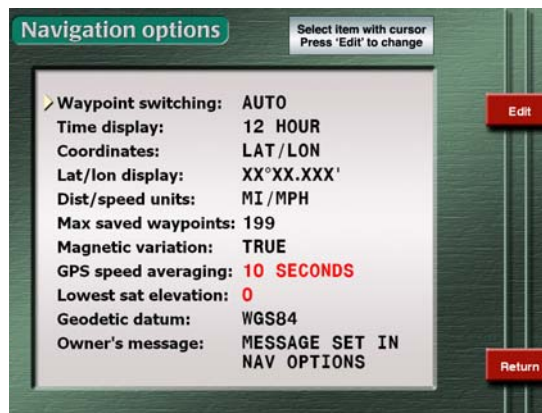 Navigation options
Select item with cursor
Press 'Edit' to change
Waypoint switching: AUTO
Time display: 12 HOUR
Coordinates: LAT/LON
Lat/lon display: XX°XX.XXX'
Dist/speed units: MI/MPH
Max saved waypoints: 199
Magnetic variation: TRUE
GPS speed averaging: 10 SECONDS
Lowest sat elevation: 0
Geodetic datum: WGS84
Owner's message: MESSAGE SET IN
NAV OPTIONS
Edit
Return